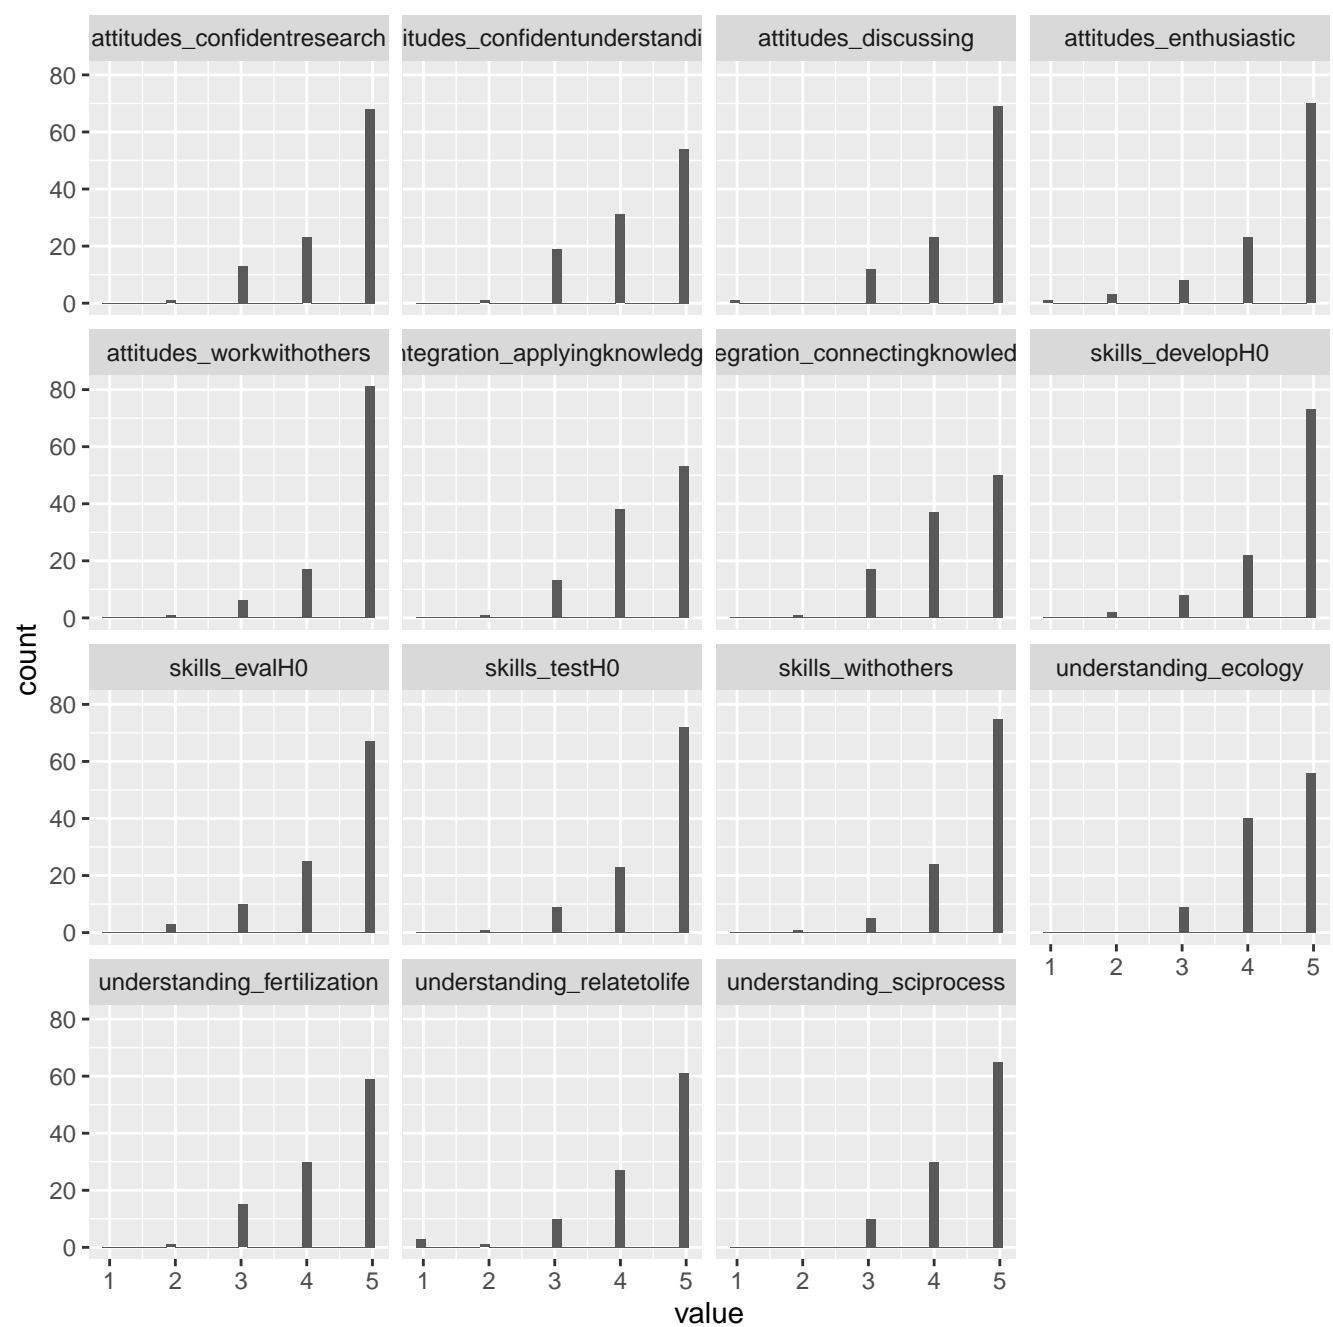 attitudes_confidentresearch
itudes_confidentunderstandi
attitudes_discussing
attitudes_enthusiastic
80
60
40
20
0
attitudes_workwithothers
ntegration_applyingknowledg
egration_connectingknowled
skills_developH0
80
60
40
20
0
count
skills_evalH0
skills_testH0
skills_withothers
understanding_ecology
80
60
40
20
0
1 2 3 4 5
understanding_fertilization
understanding_relatetolife
understanding_sciprocess
80
60
40
20
0
1 2 3 4 5
1 2 3 4 5
1 2 3 4 5
value